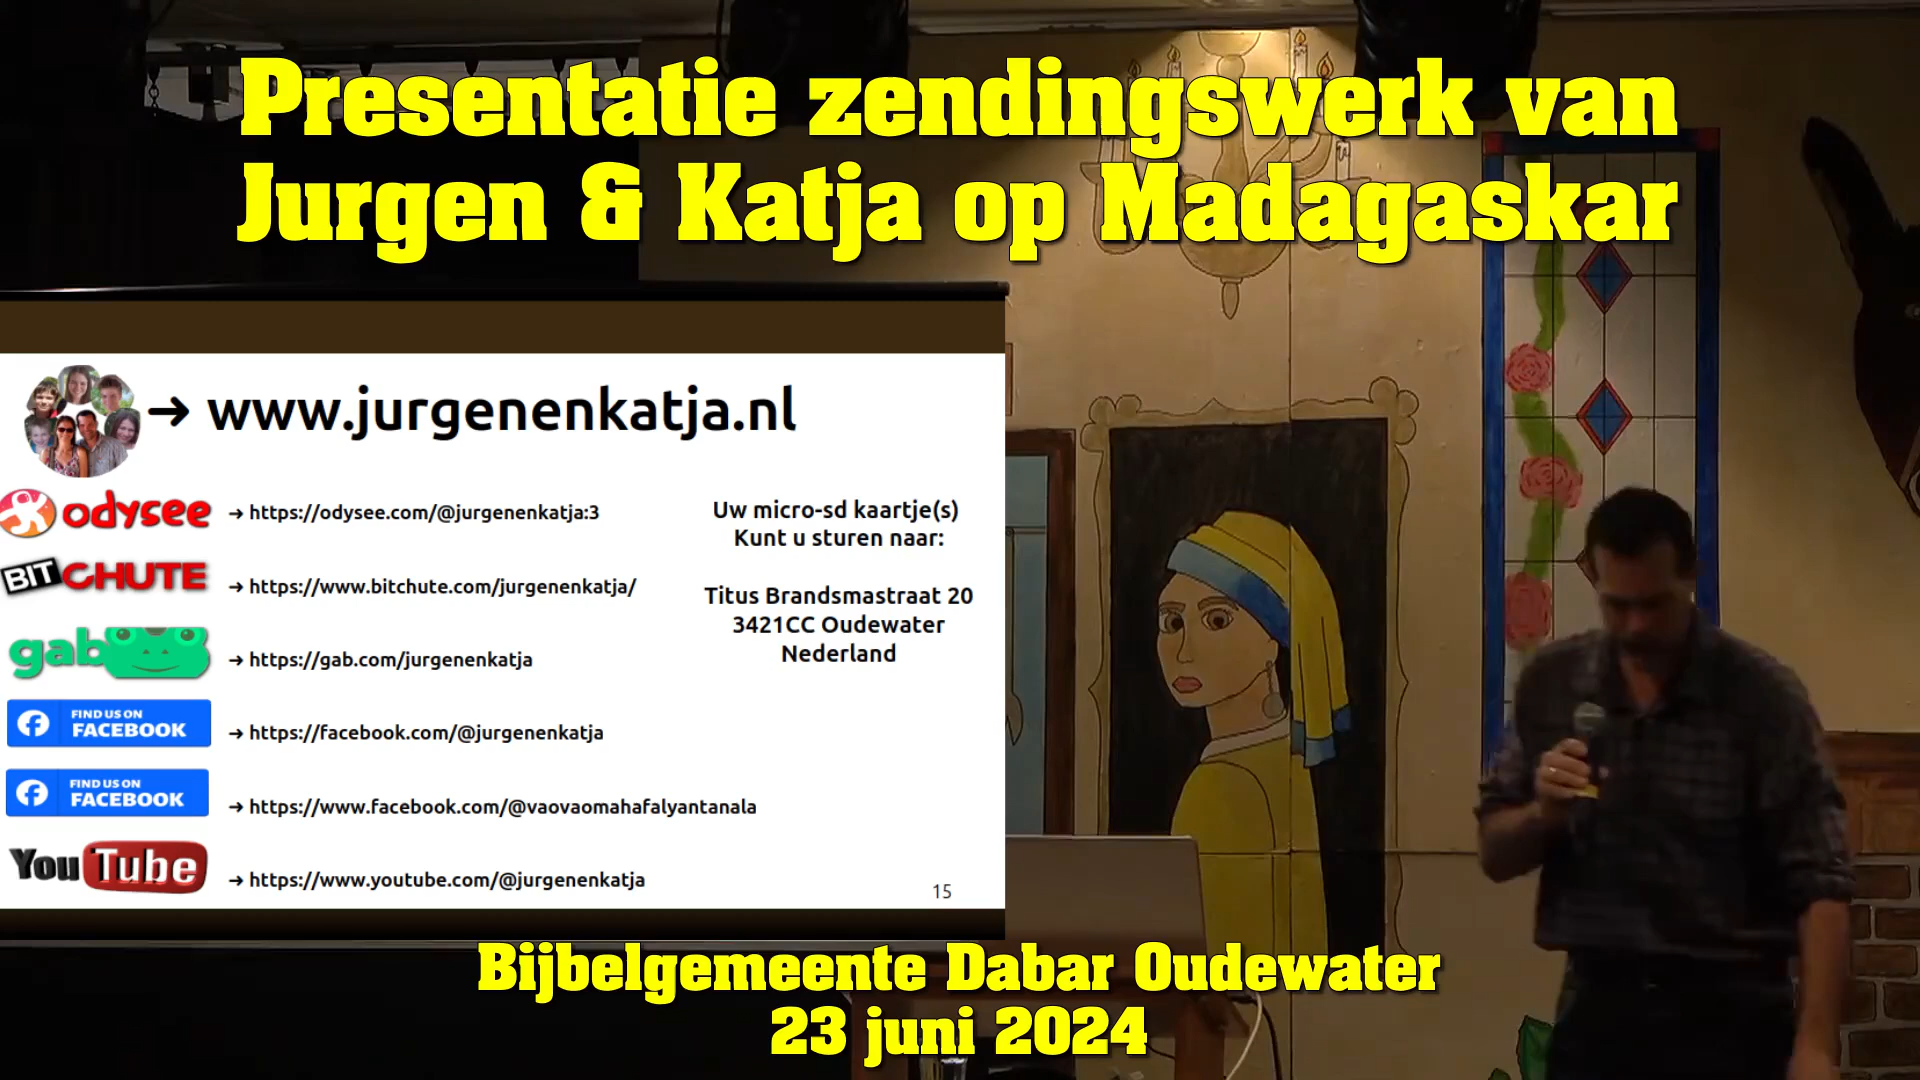 Presentatie zendingswerk van
Jurgen & Katja op Madagaskar
➔ www.jurgenenkatja.nl
odysee ➔ https://odysee.com/@jurgenenkatja:3
BITCHUTE ➔ https://www.bitchute.com/jurgenenkatja/
gab ➔ https://gab.com/jurgenenkatja
FIND US ON
FACEBOOK ➔ https://facebook.com/@jurgenenkatja
FIND US ON
FACEBOOK ➔ https://www.facebook.com/@vaovaomahafalyantanala
YouTube ➔ https://www.youtube.com/@jurgenenkatja
Uw micro-sd kaartje(s)
Kunt u sturen naar:
Titus Brandsmastraat 20
3421CC Oudewater
Nederland
15
Bijbelgemeente Dabar Oudewater
23 juni 2024